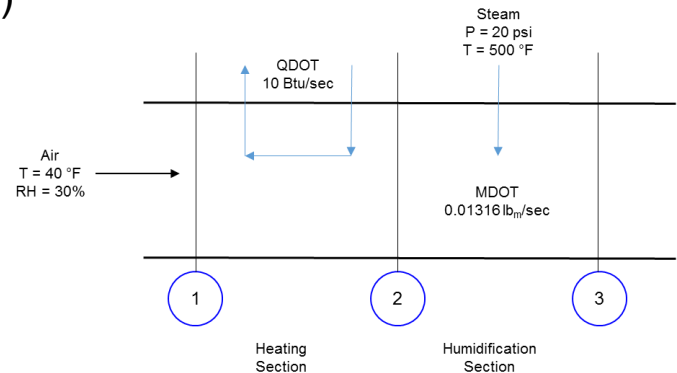 )
Steam
P = 20 psi
T = 500 °F
QDOT
10 Btu/sec
Air
T = 40 °F
RH = 30%
MDOT
0.01316 lbm/sec
1
2
3
Heating
Section
Humidification
Section